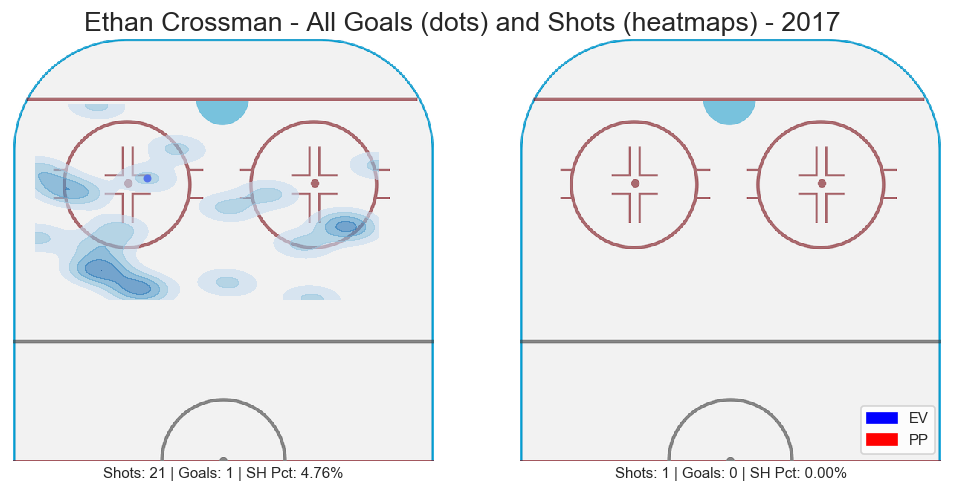 Ethan Crossman - All Goals (dots) and Shots (heatmaps) - 2017
EV
PP
Shots: 21 | Goals: 1 | SH Pct: 4.76%
Shots: 1 | Goals: 0 | SH Pct: 0.00%